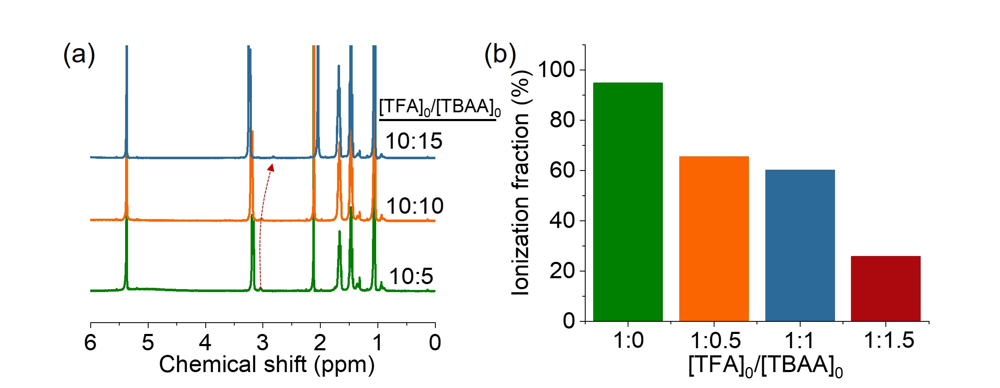 (a)
[TFA]0/[TBAA]0
10:15
10:10
10:5
6 5 4 3 2 1 0
Chemical shift (ppm)
(b)
Ionization fraction (%)
100
80
60
40
20
0
1:0 1:0.5 1:1 1:1.5
[TFA]0/[TBAA]0